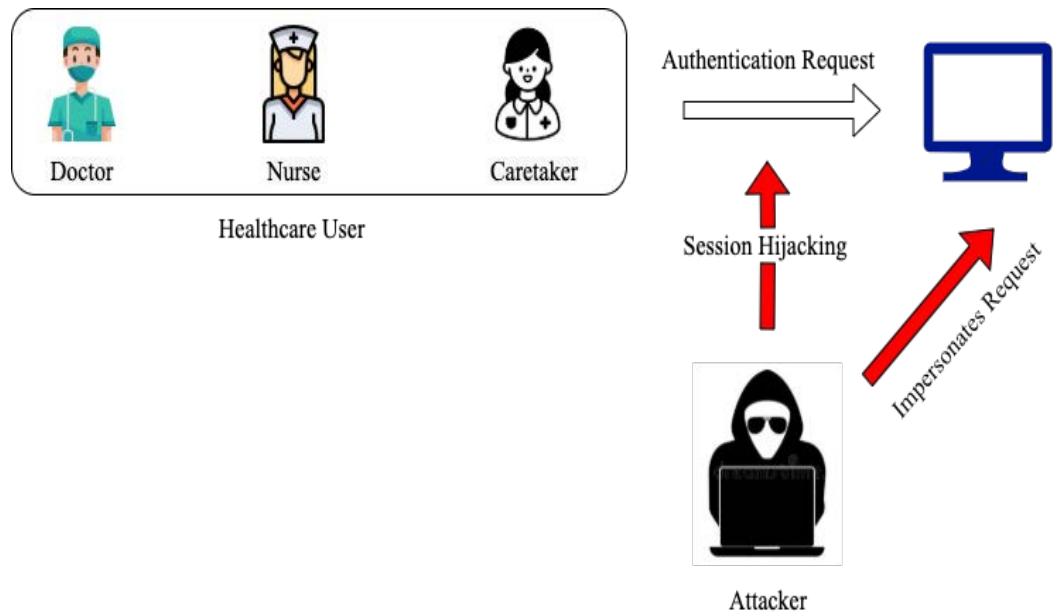 Authentication Request
Doctor
Nurse
Caretaker
Healthcare User
Session Hijacking
Impersonates Request
Attacker